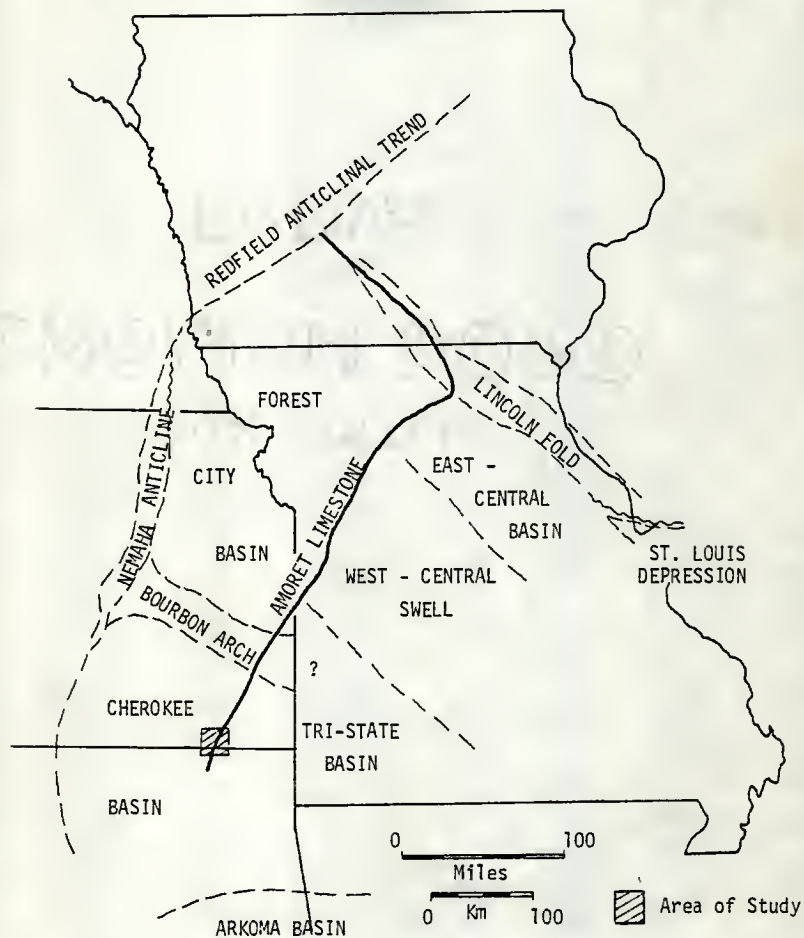 REDFIELD ANTICLINAL TREND
FOREST
CITY
BASIN
NEMAHA ANTICLINE
AMORET LIMESTONE
LINCOLN FOLD
EAST -
CENTRAL
BASIN
ST. LOUIS
DEPRESSION
WEST - CENTRAL
SWELL
BOURBON ARCH
?
CHEROKEE
BASIN
TRI-STATE
BASIN
0 100
Miles
0 Km 100
Area of Study
ARKOMA BASIN